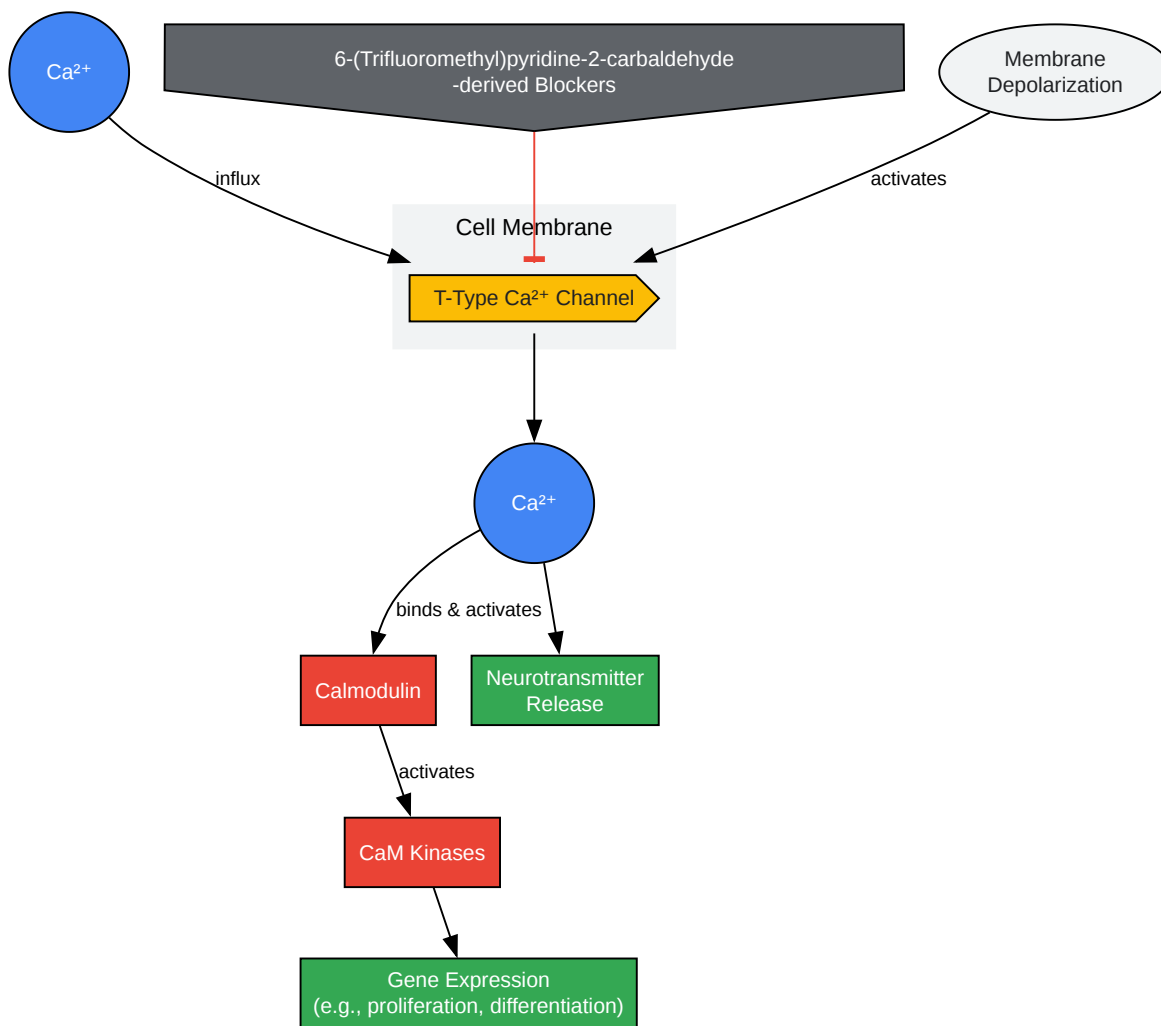 Ca²⁺
6-(Trifluoromethyl)pyridine-2-carbaldehyde
-derived Blockers
Membrane
Depolarization
influx
activates
Cell Membrane
T-Type Ca²⁺ Channel
Ca²⁺
binds & activates
Calmodulin
Neurotransmitter
Release
activates
CaM Kinases
Gene Expression
(e.g., proliferation, differentiation)